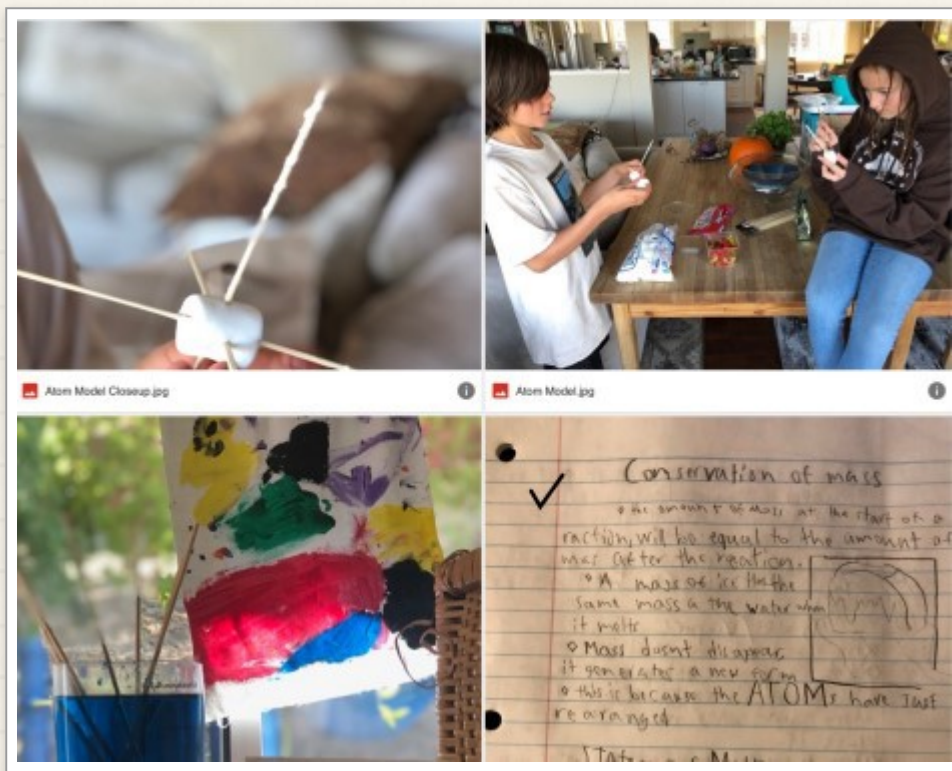 Atom Model Closeup.jpg
Atom Model.jpg
Conservation of mass
the amount of mass at the start of a
raction, will be equal to the amount of
mas after the reation.
A mass of ice Has the
same mass a the water when
it melts
Mass dusnt disapear
it generates a new form
this is because the ATOMs have Just
rearanged